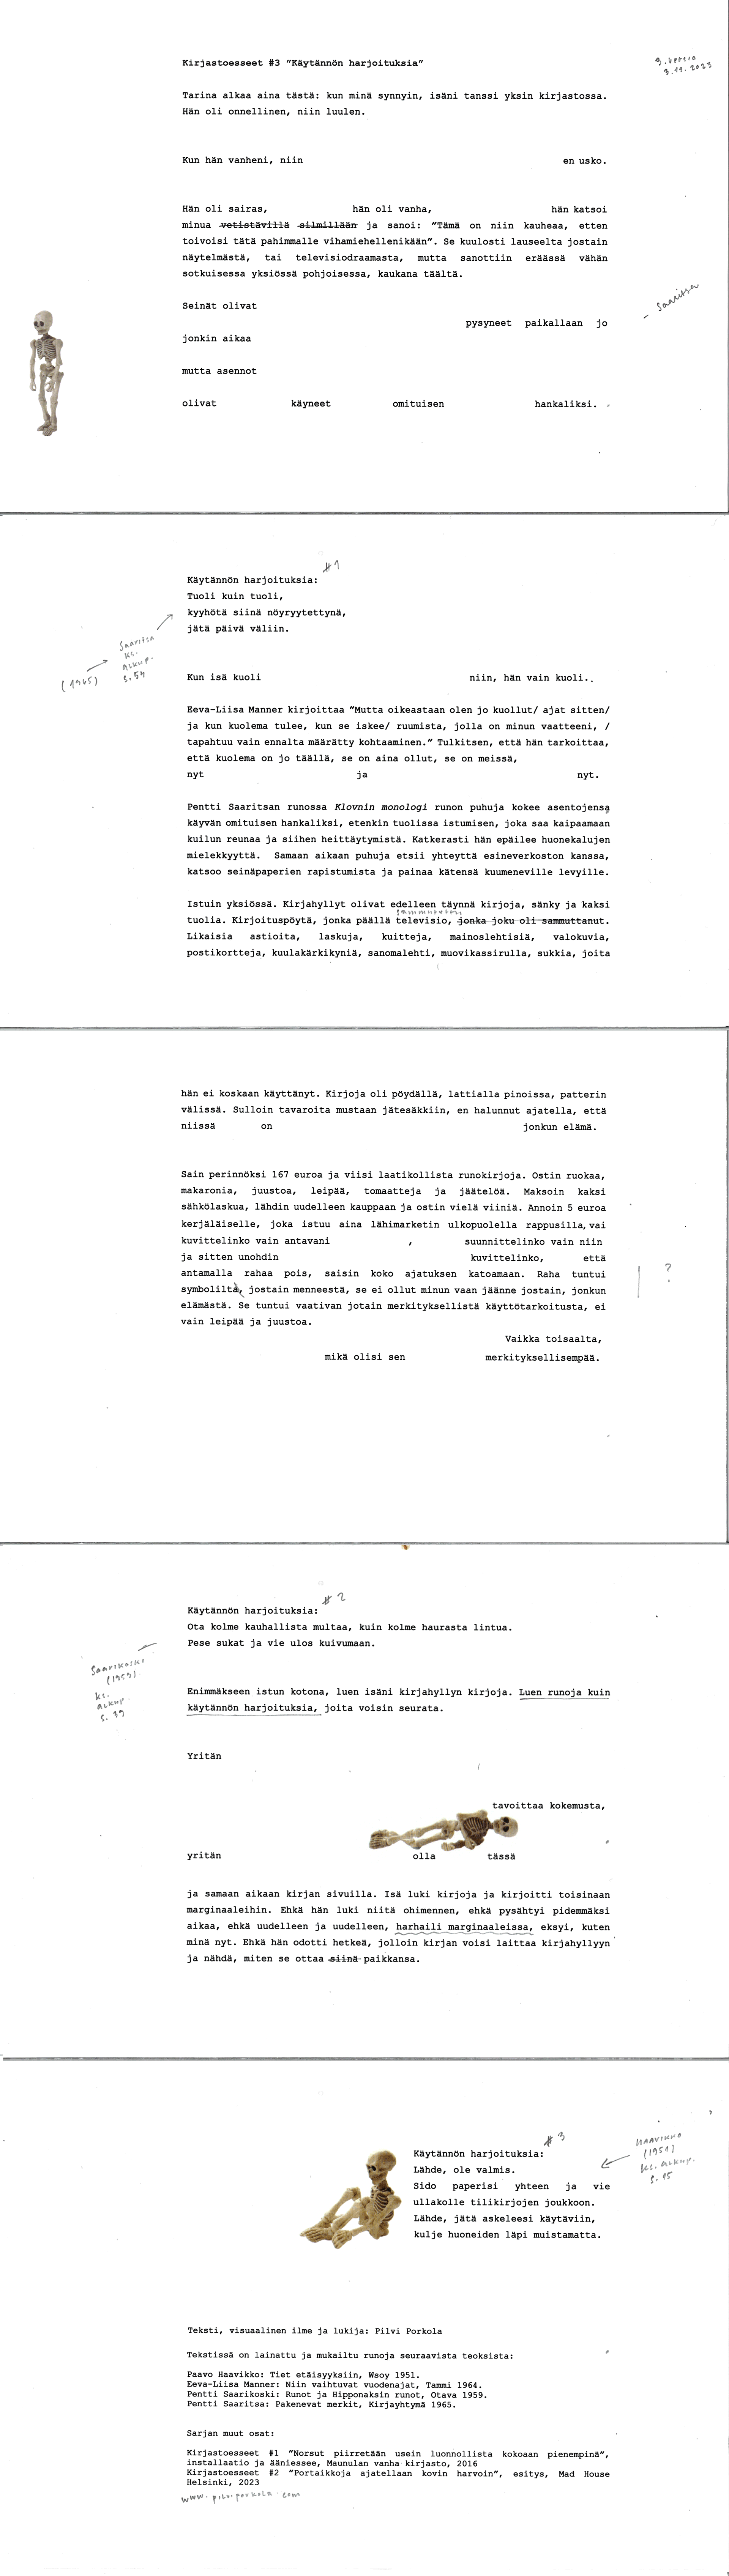 Kirjastoesseet #3 ”Käytännön harjoituksia”
3.11.2023
Tarina alkaa aina tästä: kun minä synnyin, isäni tanssi yksin kirjastossa.
Hän oli onnellinen, niin luulen.
Kun hän vanheni, niin en usko.
Hän oli sairas, hän oli vanha, hän katsoi
minua vetistävillä silmillään ja sanoi: ”Tämä on niin kauheaa, etten
toivoisi tätä pahimmalle vihamiehellenikään”. Se kuulosti lauseelta jostain
näytelmästä, tai televisiodraamasta, mutta sanottiin eräässä vähän
sotkuisessa yksiössä pohjoisessa, kaukana täältä.
Seinät olivat
pysyneet paikallaan jo
– Saaritsa
jonkin aikaa
mutta asennot
olivat käyneet omituisen hankaliksi.
#1
Käytännön harjoituksia:
Tuoli kuin tuoli,
kyyhötä siinä nöyryytettynä,
jätä päivä väliin.
Saaritsa
ks.
alkup.
s.54
(1965)
Kun isä kuoli niin, hän vain kuoli..
Eeva-Liisa Manner kirjoittaa ”Mutta oikeastaan olen jo kuollut/ ajat sitten/
ja kun kuolema tulee, kun se iskee/ ruumista, jolla on minun vaatteeni, /
tapahtuu vain ennalta määrätty kohtaaminen.” Tulkitsen, että hän tarkoittaa,
että kuolema on jo täällä, se on aina ollut, se on meissä,
nyt ja nyt.
Pentti Saaritsan runossa Klovnin monologi runon puhuja kokee asentojensa
käyvän omituisen hankaliksi, etenkin tuolissa istumisen, joka saa kaipaamaan
kuilun reunaa ja siihen heittäytymistä. Katkerasti hän epäilee huonekalujen
mielekkyyttä. Samaan aikaan puhuja etsii yhteyttä esineverkoston kanssa,
katsoo seinäpaperien rapistumista ja painaa kätensä kuumeneville levyille.
Istuin yksiössä. Kirjahyllyt olivat edelleen täynnä kirjoja, sänky ja kaksi
sammutettu
tuolia. Kirjoituspöytä, jonka päällä televisio, jonka joku oli sammuttanut.
Likaisia astioita, laskuja, kuitteja, mainoslehtisiä, valokuvia,
postikortteja, kuulakärkikyniä, sanomalehti, muovikassirulla, sukkia, joita
hän ei koskaan käyttänyt. Kirjoja oli pöydällä, lattialla pinoissa, patterin
välissä. Sulloin tavaroita mustaan jätesäkkiin, en halunnut ajatella, että
niissä on jonkun elämä.
Sain perinnöksi 167 euroa ja viisi laatikollista runokirjoja. Ostin ruokaa,
makaronia, juustoa, leipää, tomaatteja ja jäätelöä. Maksoin kaksi
sähkölaskua, lähdin uudelleen kauppaan ja ostin vielä viiniä. Annoin 5 euroa
kerjäläiselle, joka istuu aina lähimarketin ulkopuolella rappusilla, vai
kuvittelinko vain antavani , suunnittelinko vain niin
ja sitten unohdin kuvittelinko, että
antamalla rahaa pois, saisin koko ajatuksen katoamaan. Raha tuntui
?
symbolilta, jostain menneestä, se ei ollut minun vaan jäänne jostain, jonkun
elämästä. Se tuntui vaativan jotain merkityksellistä käyttötarkoitusta, ei
vain leipää ja juustoa.
Vaikka toisaalta,
mikä olisi sen merkityksellisempää.
#2
Käytännön harjoituksia:
Ota kolme kauhallista multaa, kuin kolme haurasta lintua.
Pese sukat ja vie ulos kuivumaan.
Saarikoski
(1959)
ks.
alkup.
s. 39
Enimmäkseen istun kotona, luen isäni kirjahyllyn kirjoja. Luen runoja kuin
käytännön harjoituksia, joita voisin seurata.
Yritän
tavoittaa kokemusta,
yritän olla tässä
ja samaan aikaan kirjan sivuilla. Isä luki kirjoja ja kirjoitti toisinaan
marginaaleihin. Ehkä hän luki niitä ohimennen, ehkä pysähtyi pidemmäksi
aikaa, ehkä uudelleen ja uudelleen, harhaili marginaaleissa, eksyi, kuten
minä nyt. Ehkä hän odotti hetkeä, jolloin kirjan voisi laittaa kirjahyllyyn
ja nähdä, miten se ottaa siinä paikkansa.
#3
Käytännön harjoituksia:
Lähde, ole valmis.
Sido paperisi yhteen ja vie
ullakolle tilikirjojen joukkoon.
Lähde, jätä askeleesi käytäviin,
kulje huoneiden läpi muistamatta.
Haavikko
(1951)
ks. alkup.
s. 15
Teksti, visuaalinen ilme ja lukija: Pilvi Porkola
Tekstissä on lainattu ja mukailtu runoja seuraavista teoksista:
Paavo Haavikko: Tiet etäisyyksiin, Wsoy 1951.
Eeva-Liisa Manner: Niin vaihtuvat vuodenajat, Tammi 1964.
Pentti Saarikoski: Runot ja Hipponaksin runot, Otava 1959.
Pentti Saaritsa: Pakenevat merkit, Kirjayhtymä 1965.
Sarjan muut osat:
Kirjastoesseet #1 ”Norsut piirretään usein luonnollista kokoaan pienempinä”,
installaatio ja ääniessee, Maunulan vanha kirjasto, 2016
Kirjastoesseet #2 ”Portaikkoja ajatellaan kovin harvoin”, esitys, Mad House
Helsinki, 2023
www.pilviporkola.com